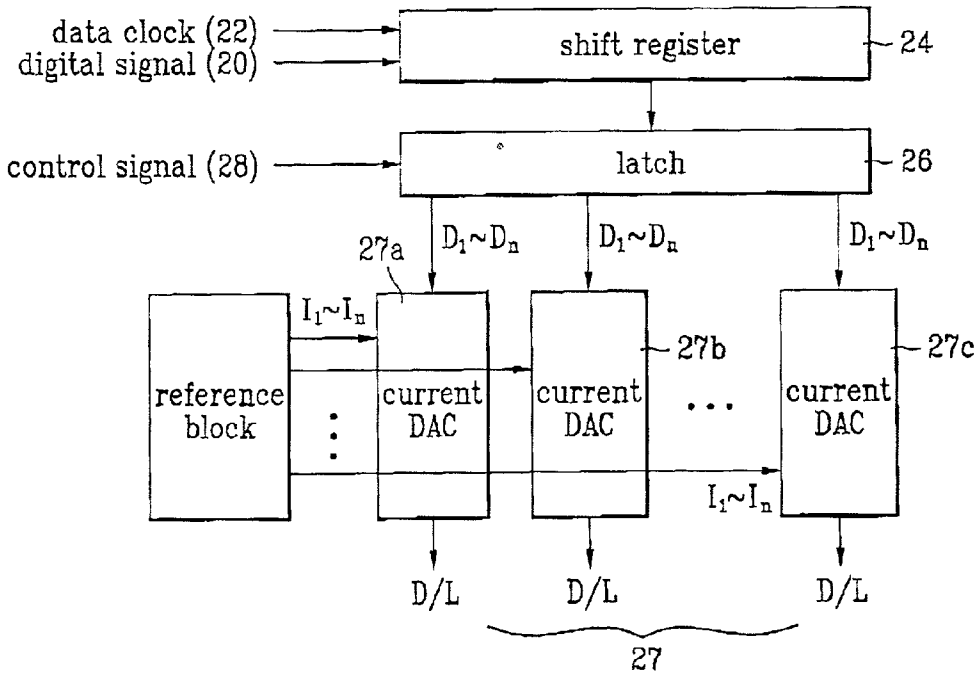 data clock (22)
digital signal (20)
shift register
24
control signal (28)
latch
26
D₁~Dₙ
D₁~Dₙ
D₁~Dₙ
27a
I₁~Iₙ
27b
27c
reference
block
current
DAC
current
DAC
...
current
DAC
I₁~Iₙ
D/L
D/L
D/L
27